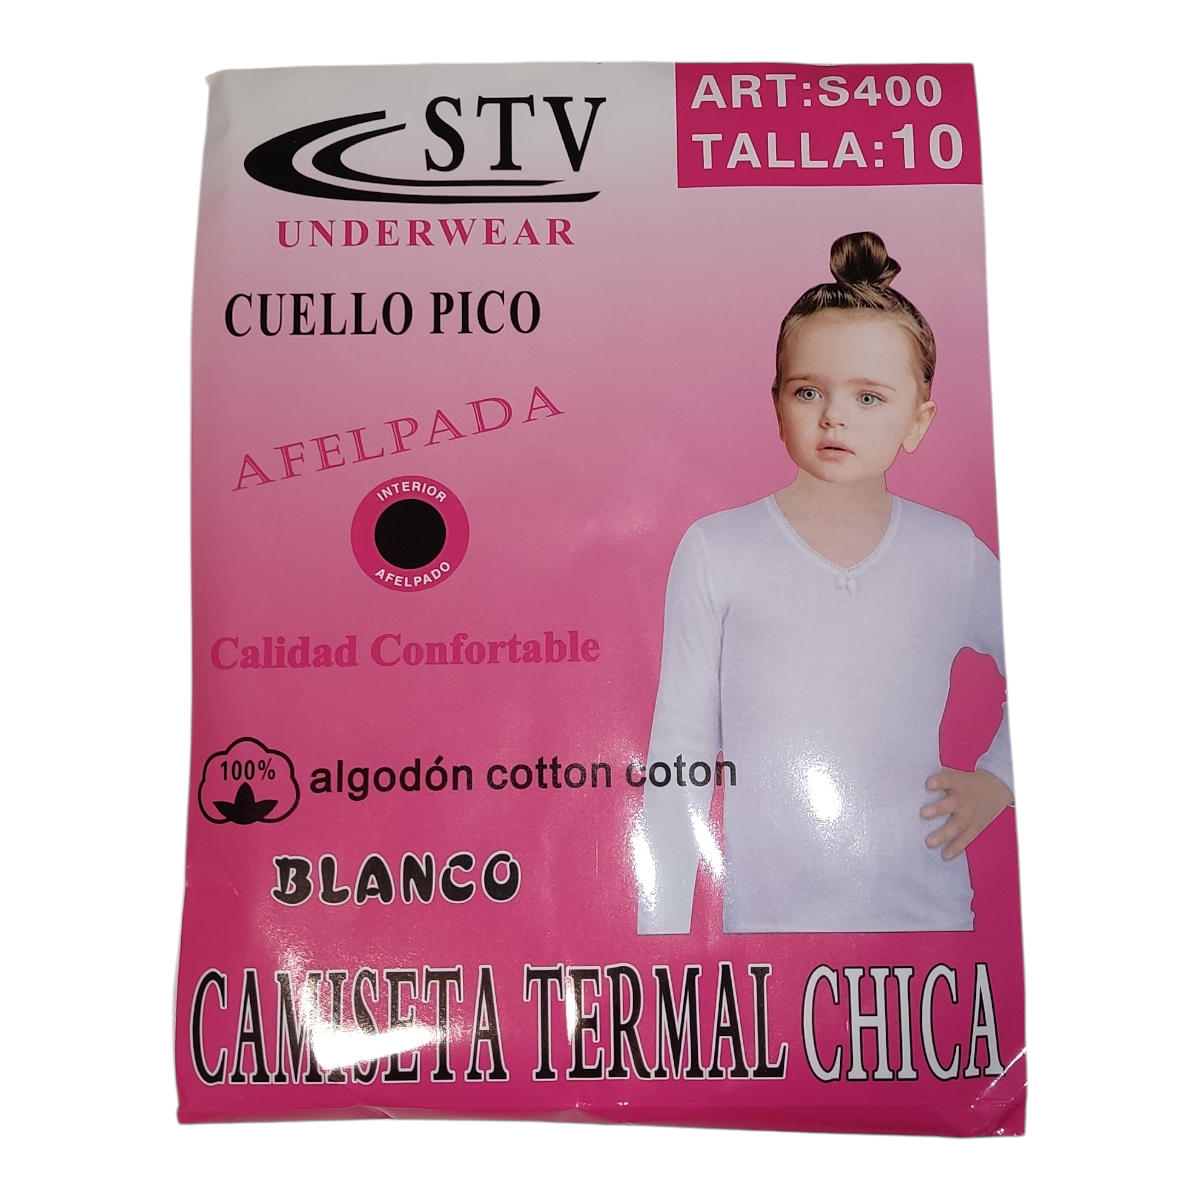 STV
UNDERWEAR
ART:S400
TALLA:10
CUELLO PICO
AFELPADA
INTERIOR
AFELPADO
Calidad Confortable
100%
algodón cotton coton
BLANCO
CAMISETA TERMAL CHICA